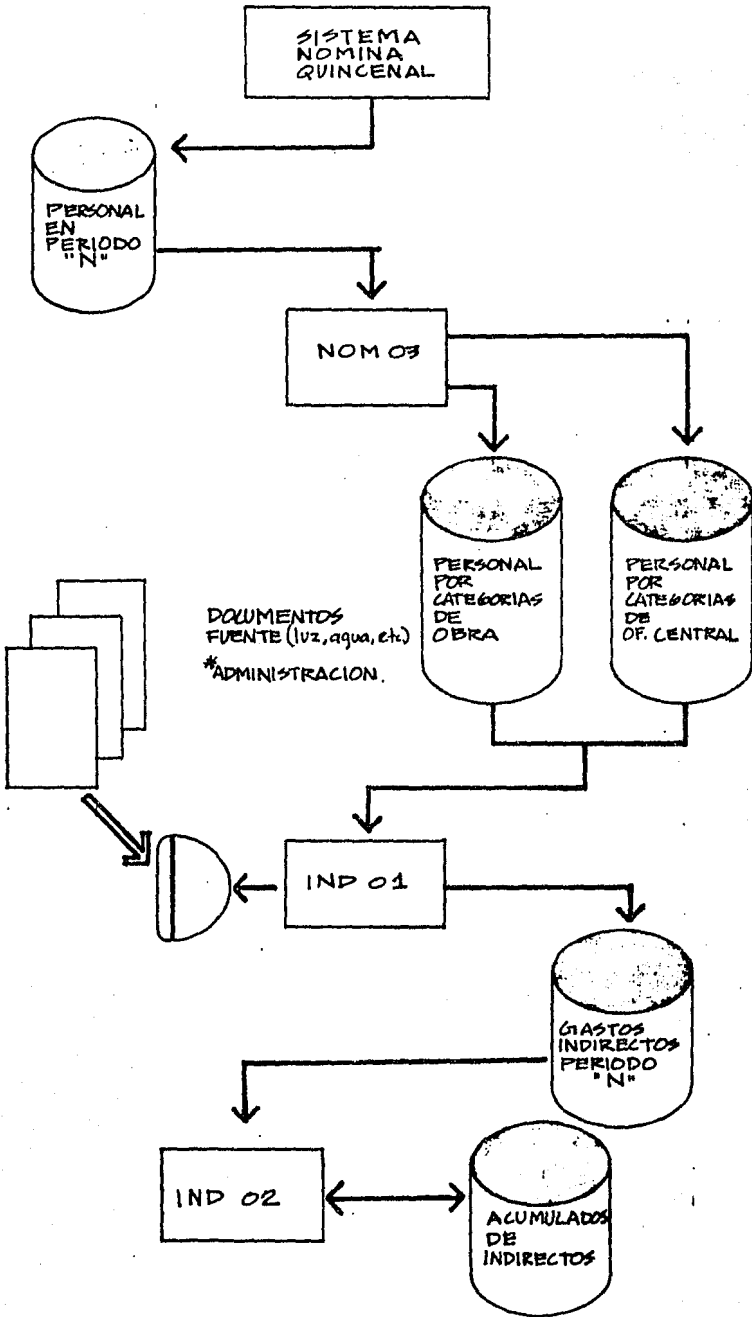 SISTEMA
NOMINA
QUINCENAL
PERSONAL
EN
PERIODO
"N"
NOM 03
PERSONAL
POR
CATEGORIAS
DE
OBRA
PERSONAL
POR
CATEGORIAS
DE
OF. CENTRAL
DOCUMENTOS
FUENTE (luz, agua, etc.)
*ADMINISTRACION.
IND 01
GASTOS
INDIRECTOS
PERIODO
"N"
IND 02
ACUMULADOS
DE
INDIRECTOS